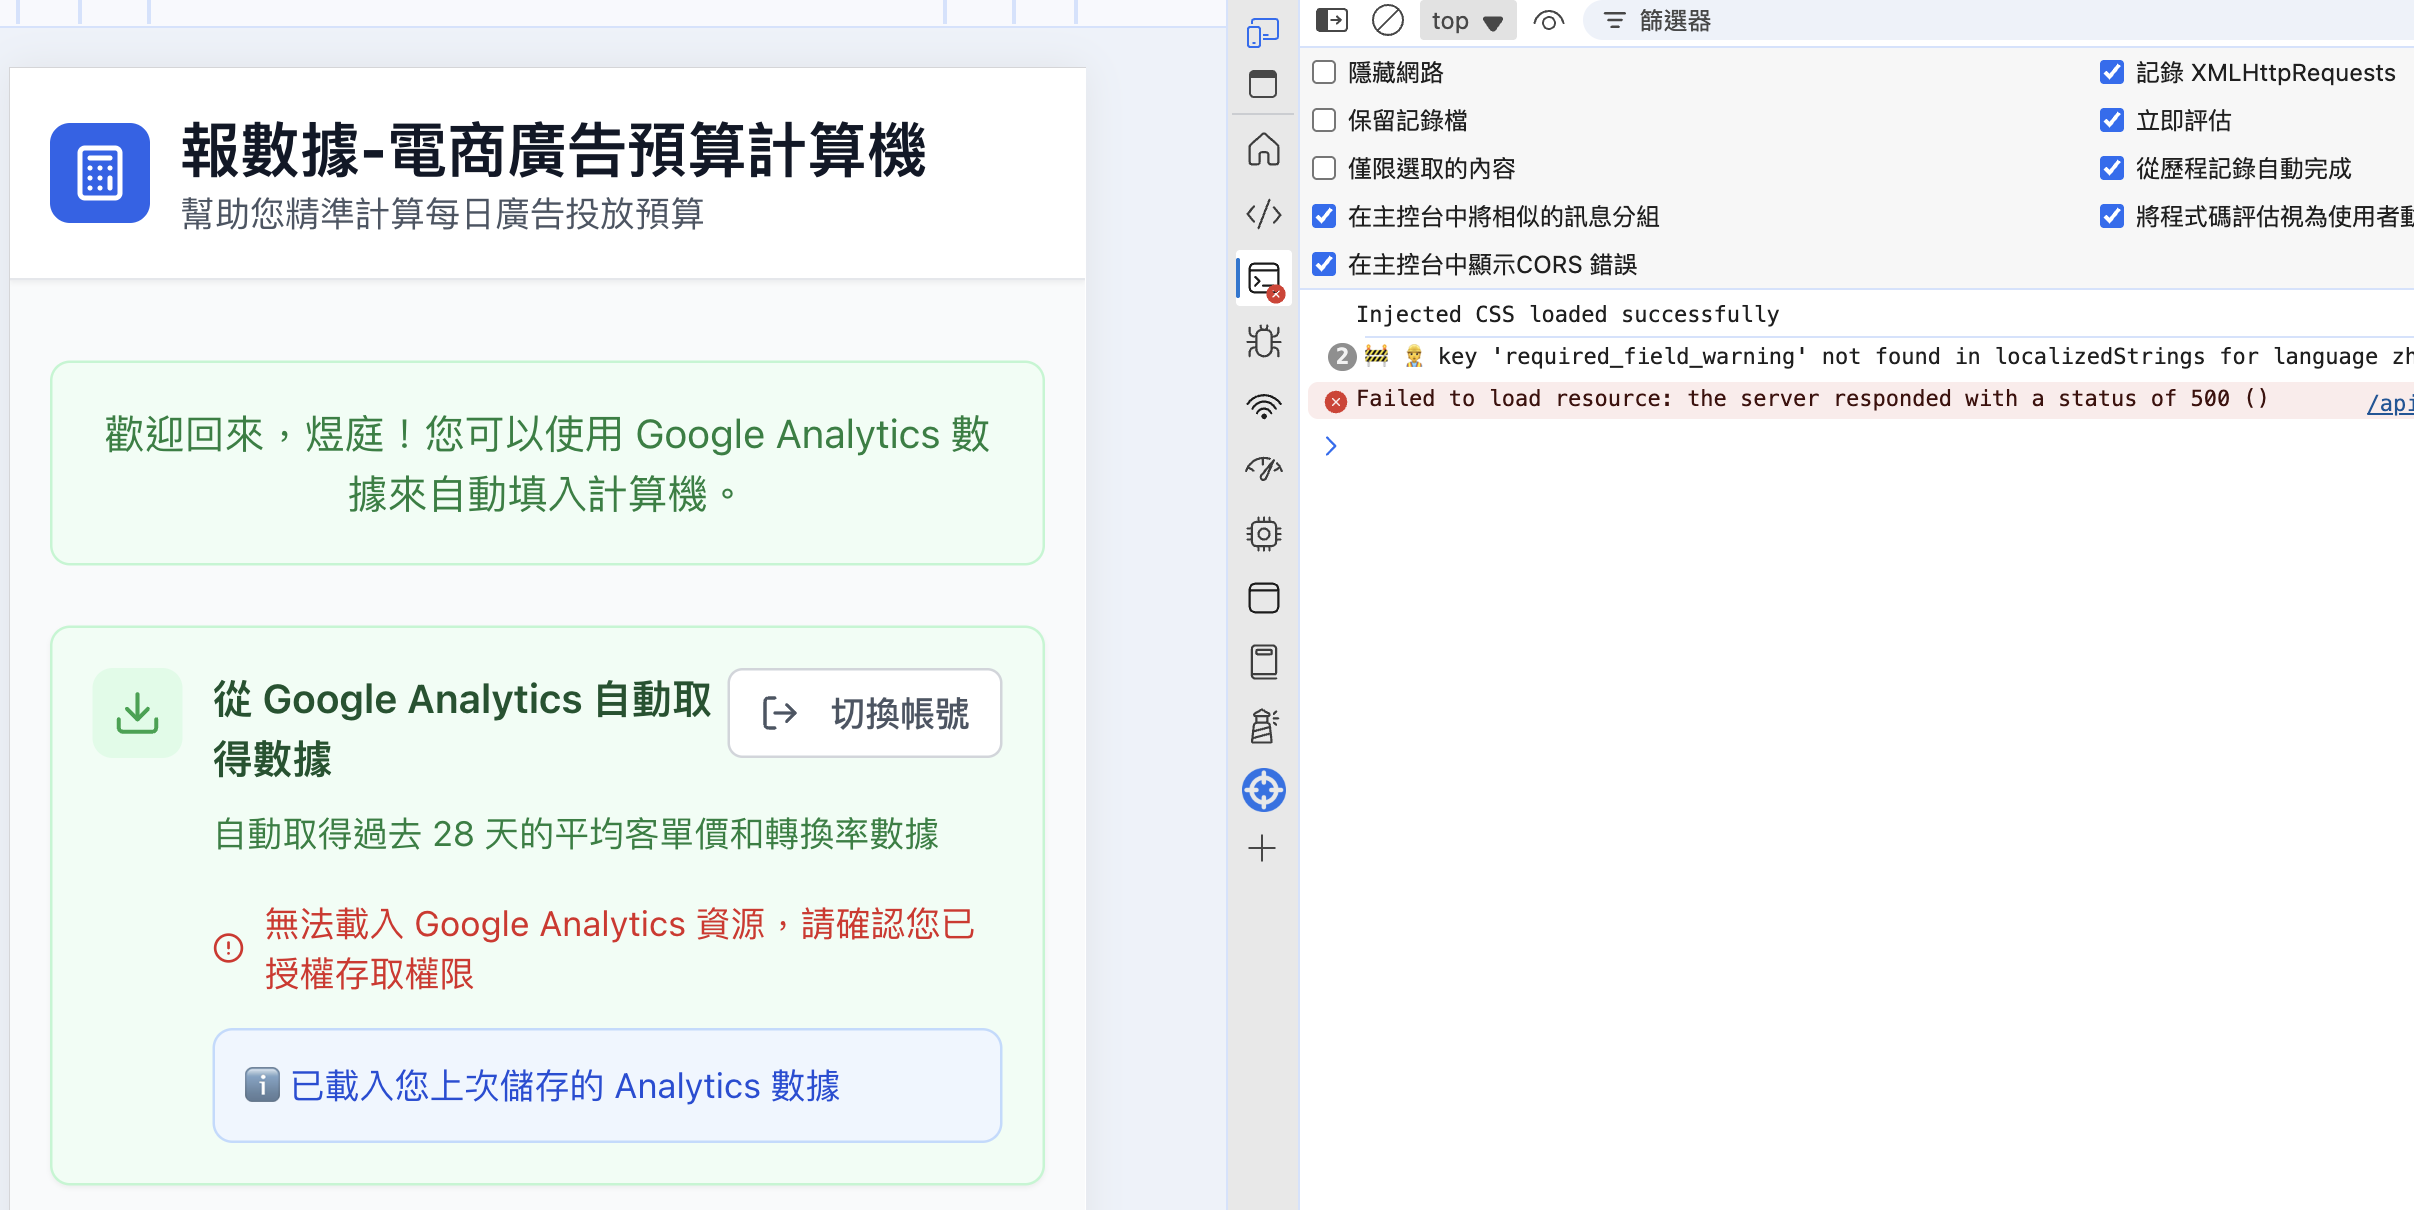 報數據-電商廣告預算計算機
幫助您精準計算每日廣告投放預算
歡迎回來，煜庭！您可以使用 Google Analytics 數
據來自動填入計算機。
從 Google Analytics 自動取
得數據
切換帳號
自動取得過去 28 天的平均客單價和轉換率數據
無法載入 Google Analytics 資源，請確認您已
授權存取權限
已載入您上次儲存的 Analytics 數據
top
篩選器
隱藏網路
記錄 XMLHttpRequests
保留記錄檔
立即評估
僅限選取的內容
從歷程記錄自動完成
在主控台中將相似的訊息分組
將程式碼評估視為使用者動
在主控台中顯示CORS 錯誤
Injected CSS loaded successfully
2 🚧 👷 key 'required_field_warning' not found in localizedStrings for language zh
Failed to load resource: the server responded with a status of 500 () /api